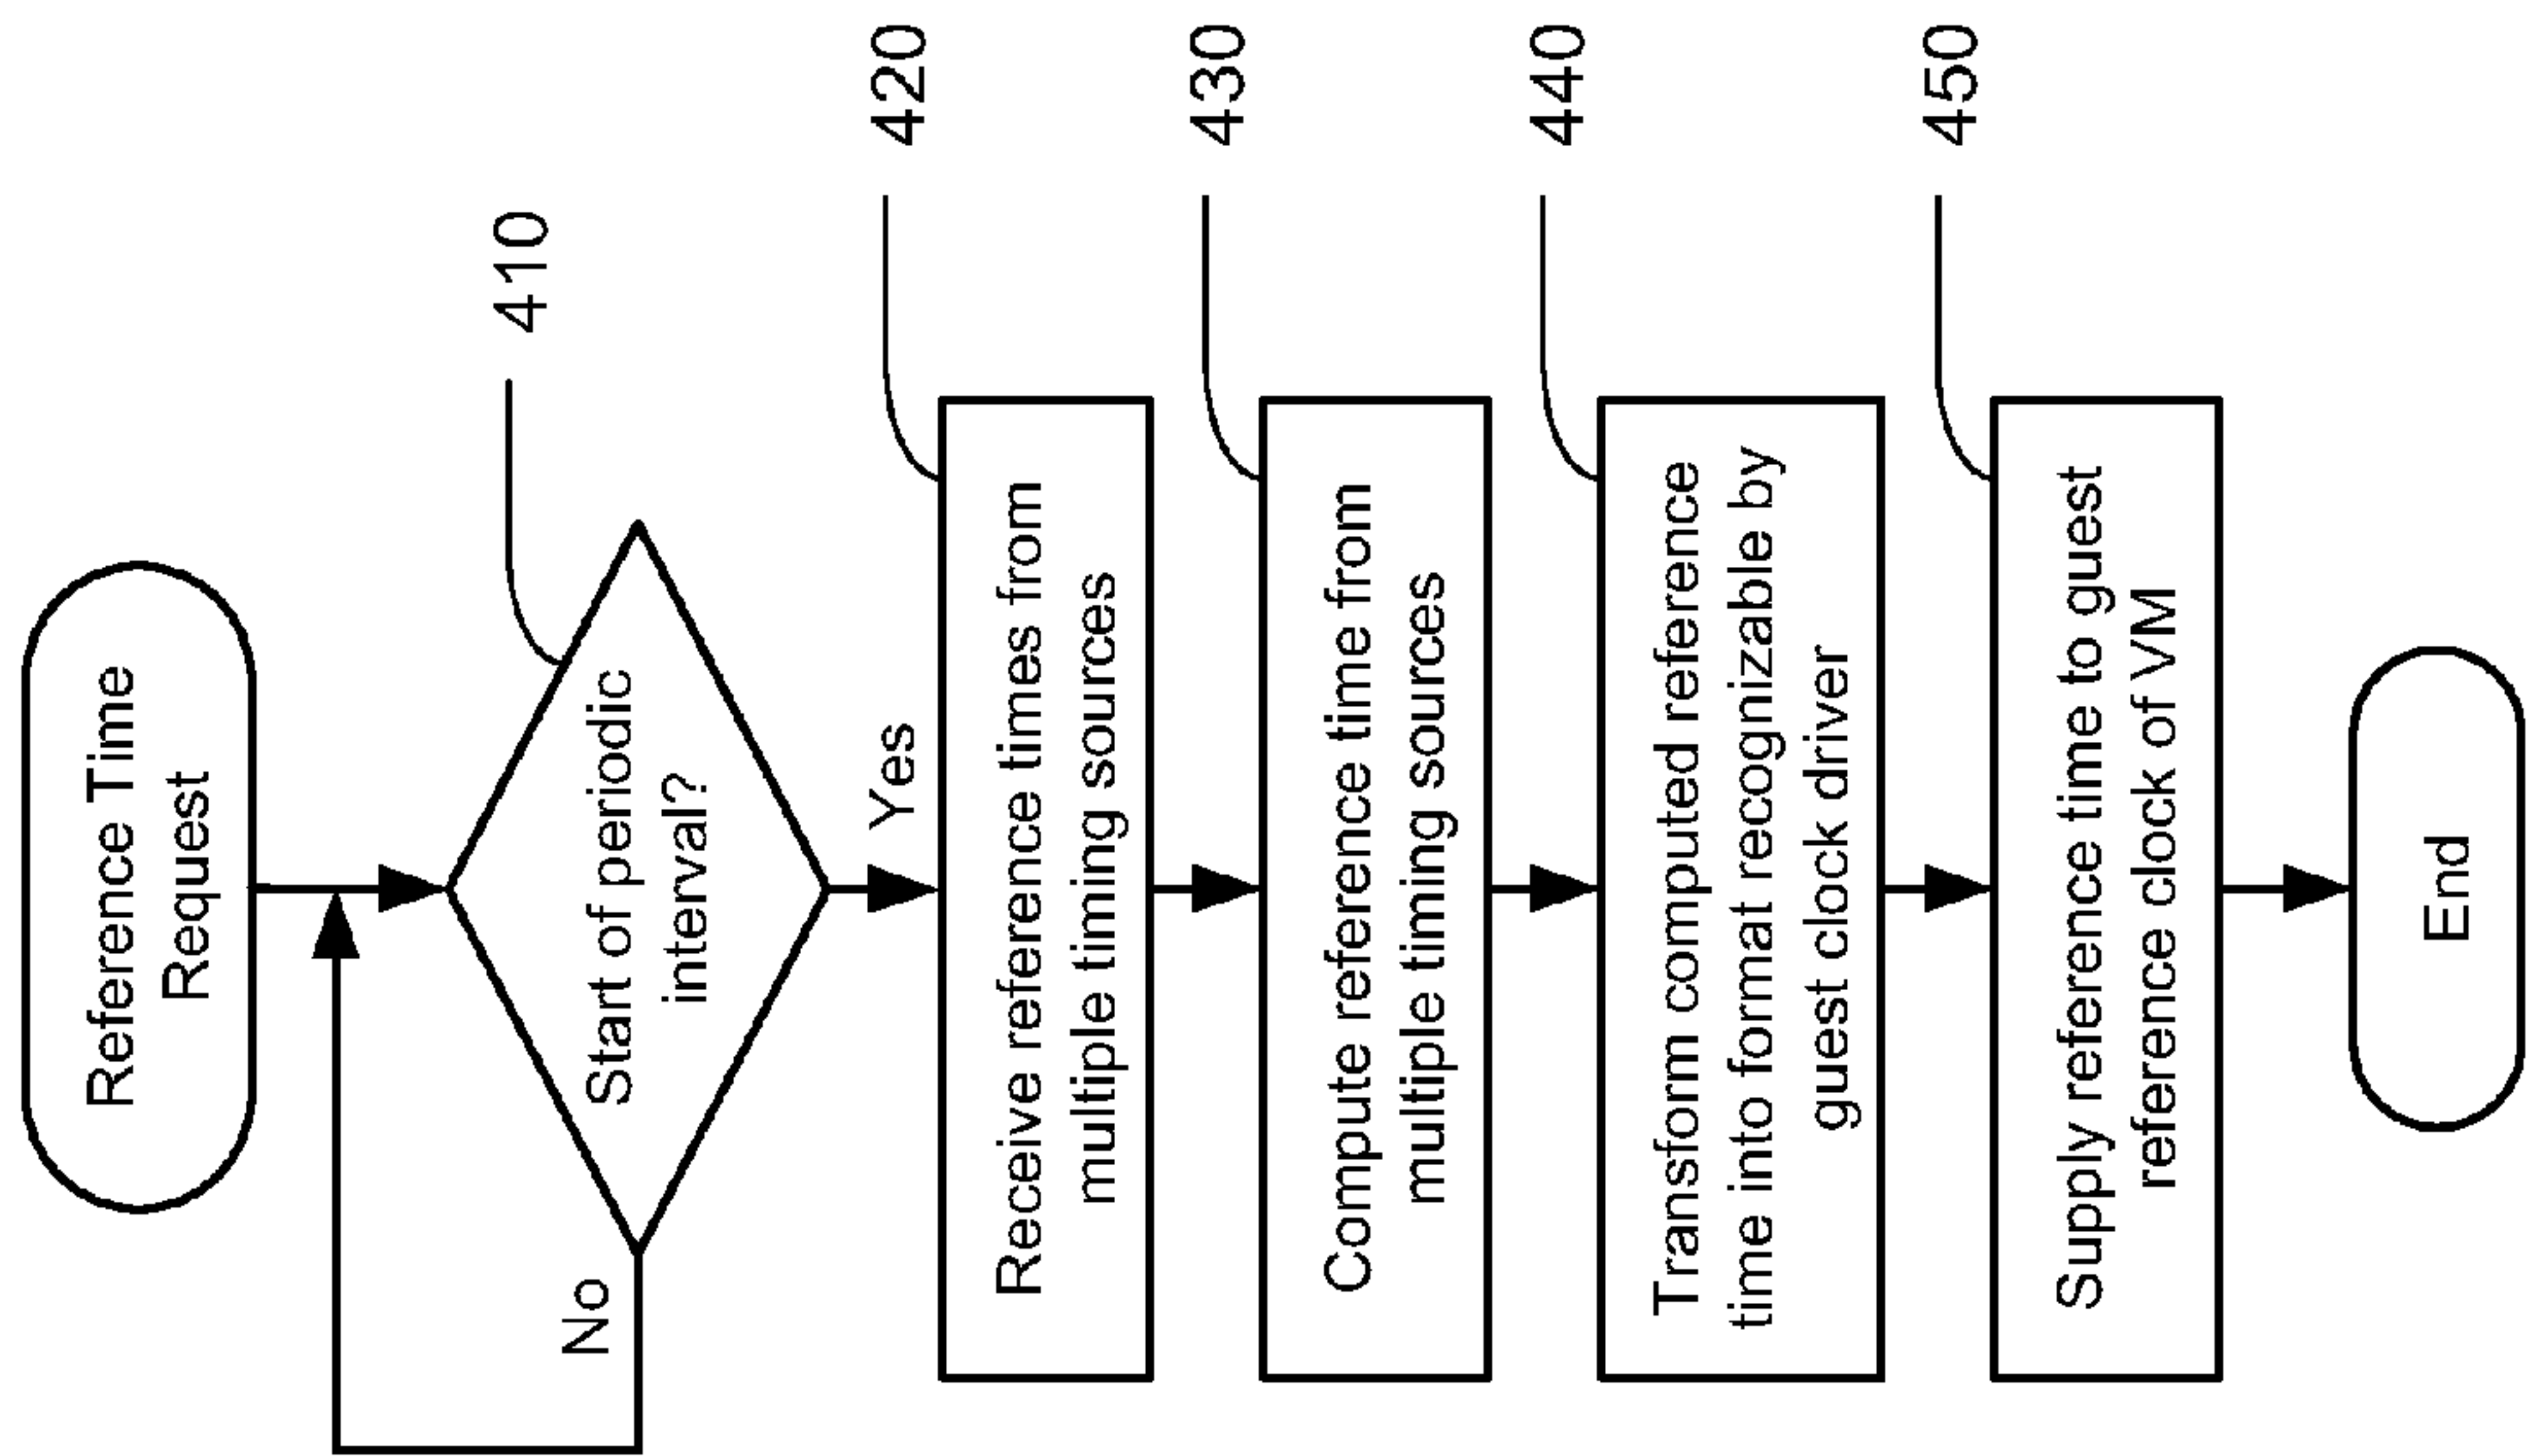 Reference Time
Request
410
Start of periodic
interval?
No
Yes
420
Receive reference times from
multiple timing sources
430
Compute reference time from
multiple timing sources
440
Transform computed reference
time into format recognizable by
guest clock driver
450
Supply reference time to guest
reference clock of VM
End